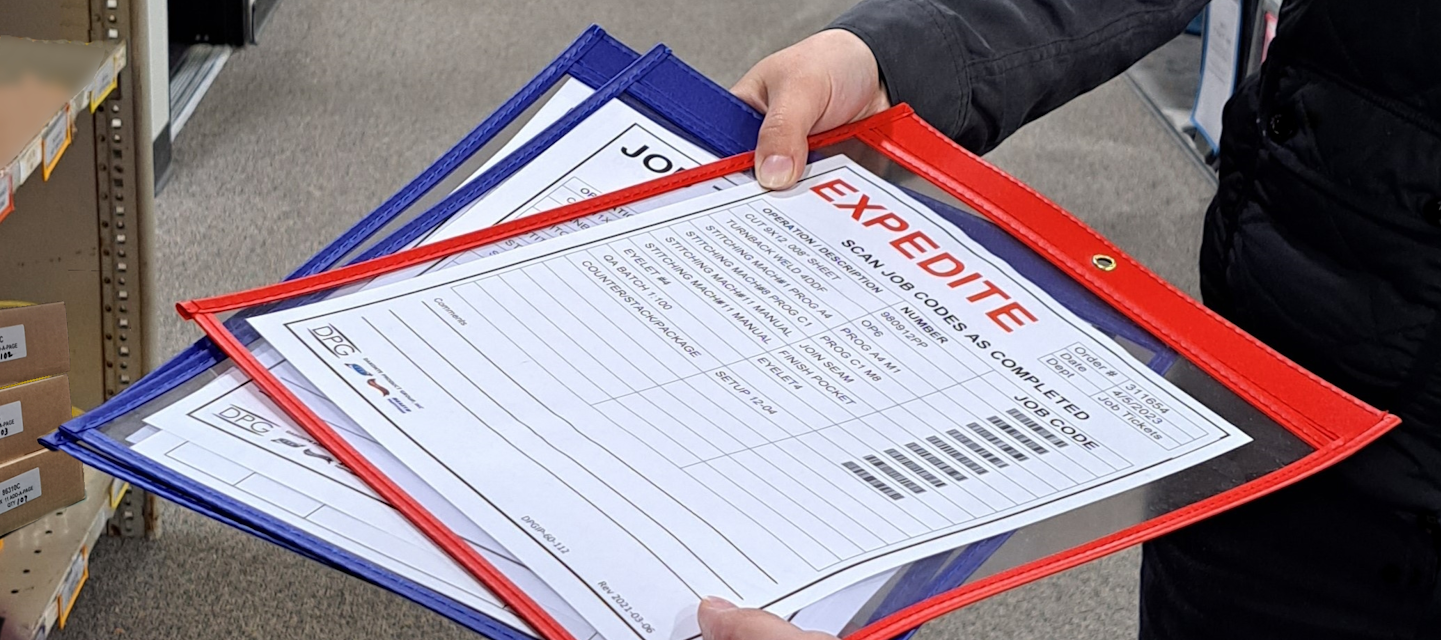 EXPEDITE
SCAN JOB CODES AS COMPLETED
Order # 311654
Date 4/5/2023
Dept Job Tickets
OPERATION / DESCRIPTION NUMBER JOB CODE
CUT 9X12 .008" SHEET 980912PP
TURNBACK-WELD 4DDF OP6
STITCHING MACH#1 PROG A4 PROG A4 M1
STITCHING MACH#8 PROG C1 PROG C1 M8
STITCHING MACH#11 MANUAL JOIN SEAM
STITCHING MACH#11 MANUAL FINISH POCKET
EYELET #4 EYELET4
QA BATCH 1:100
COUNTER/STACK/PACKAGE SETUP 12-04
Comments
DPG
DPGIP-60-112
Rev 2021-03-06
DPG